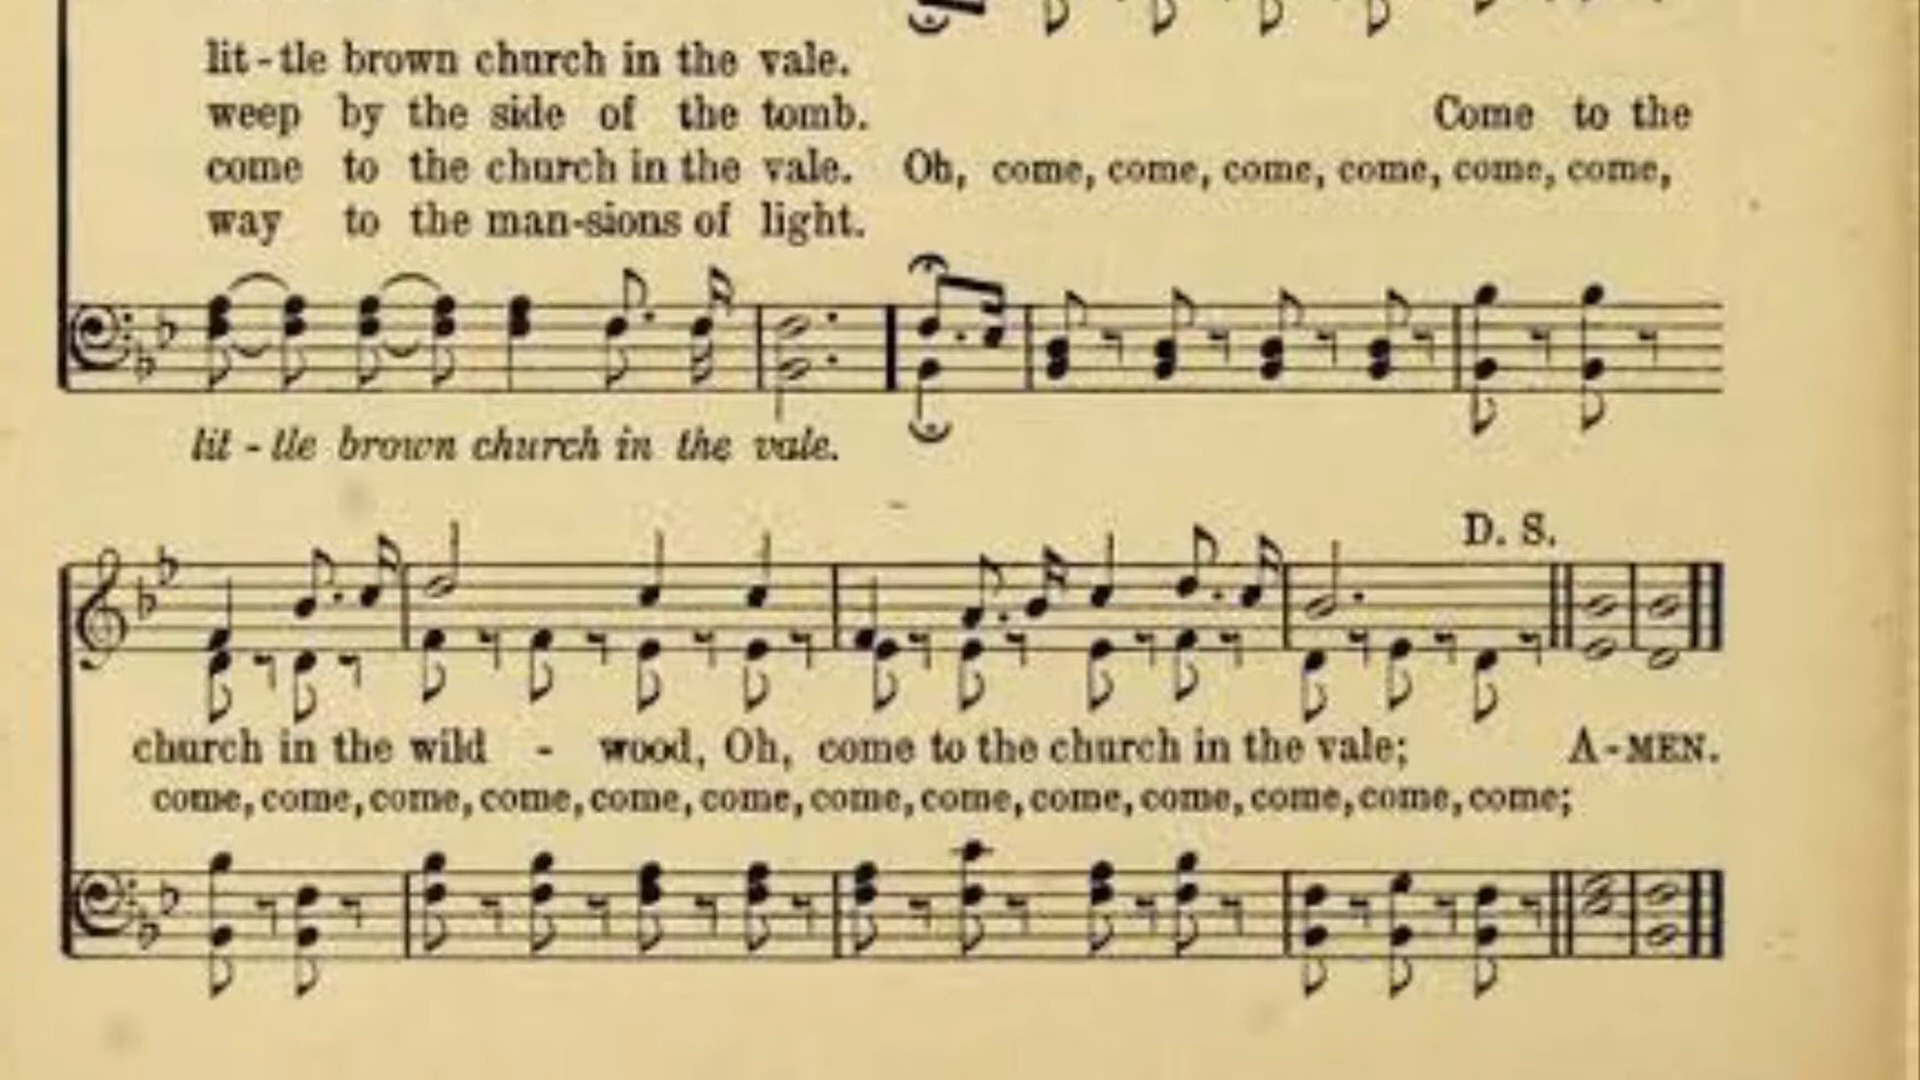 lit-tle brown church in the vale.
weep by the side of the tomb. Come to the
come to the church in the vale. Oh, come, come, come, come, come, come,
way to the man-sions of light.
lit - tle brown church in the vale.
D. S.
church in the wild - wood, Oh, come to the church in the vale; A-MEN.
come, come, come, come, come, come, come, come, come, come, come, come, come;